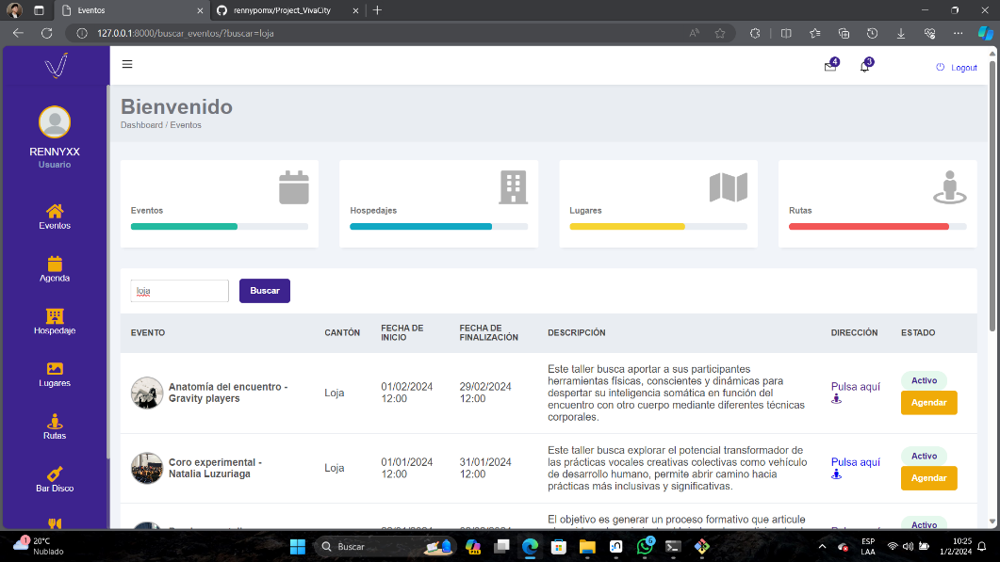 Eventos
rennypomx/Project_VivaCity
127.0.0.1:8000/buscar_eventos/?buscar=loja
4
3
Logout
RENNYXX
Usuario
Eventos
Agenda
Hospedaje
Lugares
Rutas
Bar Disco
Bienvenido
Dashboard / Eventos
Eventos
Hospedajes
Lugares
Rutas
loja
Buscar
EVENTO
CANTÓN
FECHA DE
INICIO
FECHA DE
FINALIZACIÓN
DESCRIPCIÓN
DIRECCIÓN
ESTADO
Anatomía del encuentro -
Gravity players
Loja
01/02/2024
12:00
29/02/2024
12:00
Este taller busca aportar a sus participantes
herramientas físicas, conscientes y dinámicas para
despertar su inteligencia somática en función del
encuentro con otro cuerpo mediante diferentes técnicas
corporales.
Pulsa aquí
Activo
Agendar
Coro experimental -
Natalia Luzuriaga
Loja
01/01/2024
12:00
31/01/2024
12:00
Este taller busca explorar el potencial transformador de
las prácticas vocales creativas colectivas como vehículo
de desarrollo humano, permite abrir camino hacia
prácticas más inclusivas y significativas.
Pulsa aquí
Activo
Agendar
El objetivo es generar un proceso formativo que articule
Activo
1
20°C
Nublado
Buscar
PRE
6
ESP
LAA
10:25
1/2/2024